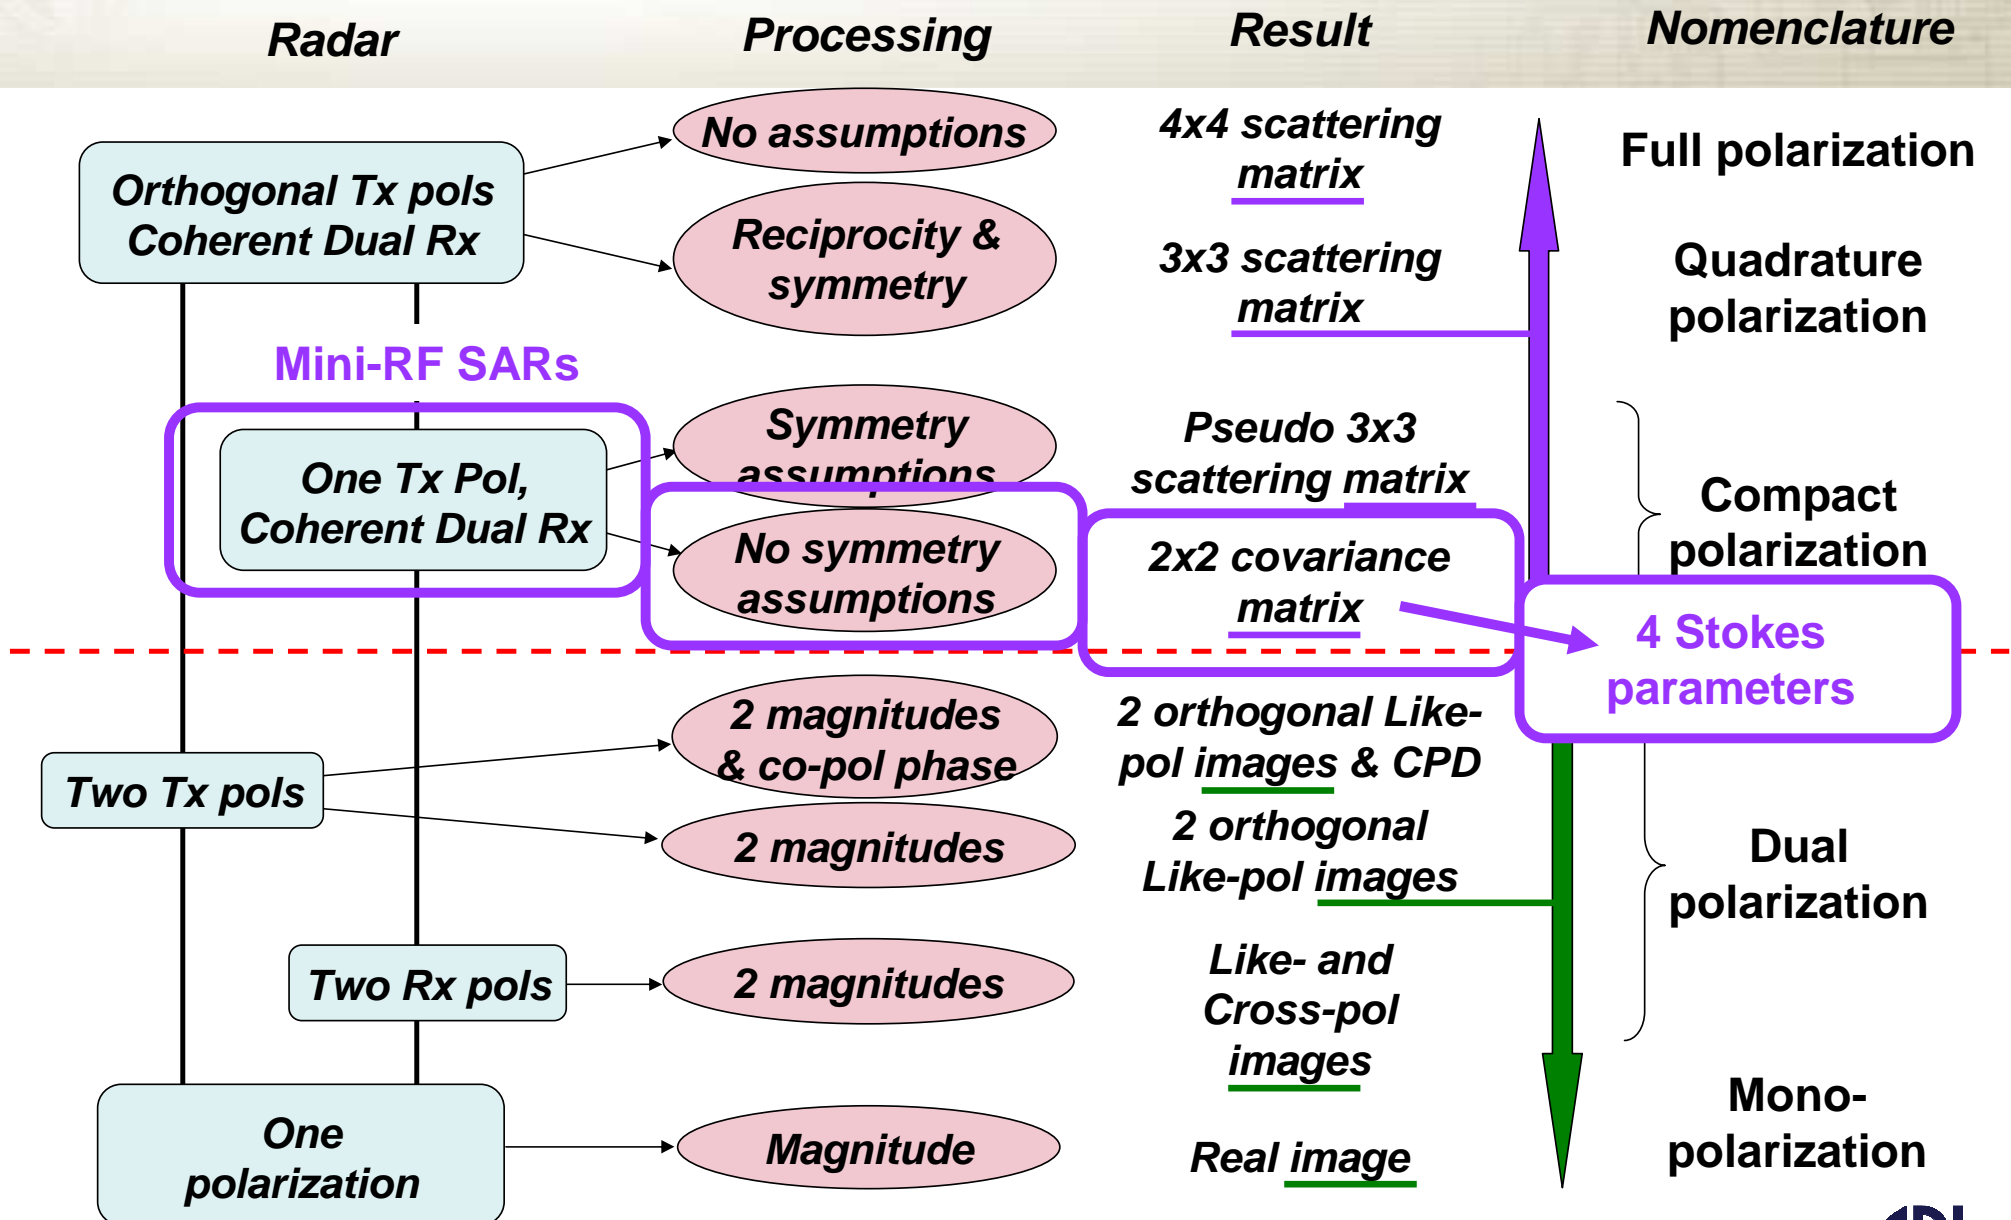 Radar
Processing
Result
Nomenclature
Orthogonal Tx pols
Coherent Dual Rx
No assumptions
4x4 scattering
matrix
Full polarization
Reciprocity &
symmetry
3x3 scattering
matrix
Quadrature
polarization
Mini-RF SARs
One Tx Pol,
Coherent Dual Rx
Symmetry
assumptions
Pseudo 3x3
scattering matrix
Compact
polarization
No symmetry
assumptions
2x2 covariance
matrix
4 Stokes
parameters
Two Tx pols
2 magnitudes
& co-pol phase
2 orthogonal Like-
pol images & CPD
2 magnitudes
2 orthogonal
Like-pol images
Dual
polarization
Two Rx pols
2 magnitudes
Like- and
Cross-pol
images
One
polarization
Magnitude
Real image
Mono-
polarization